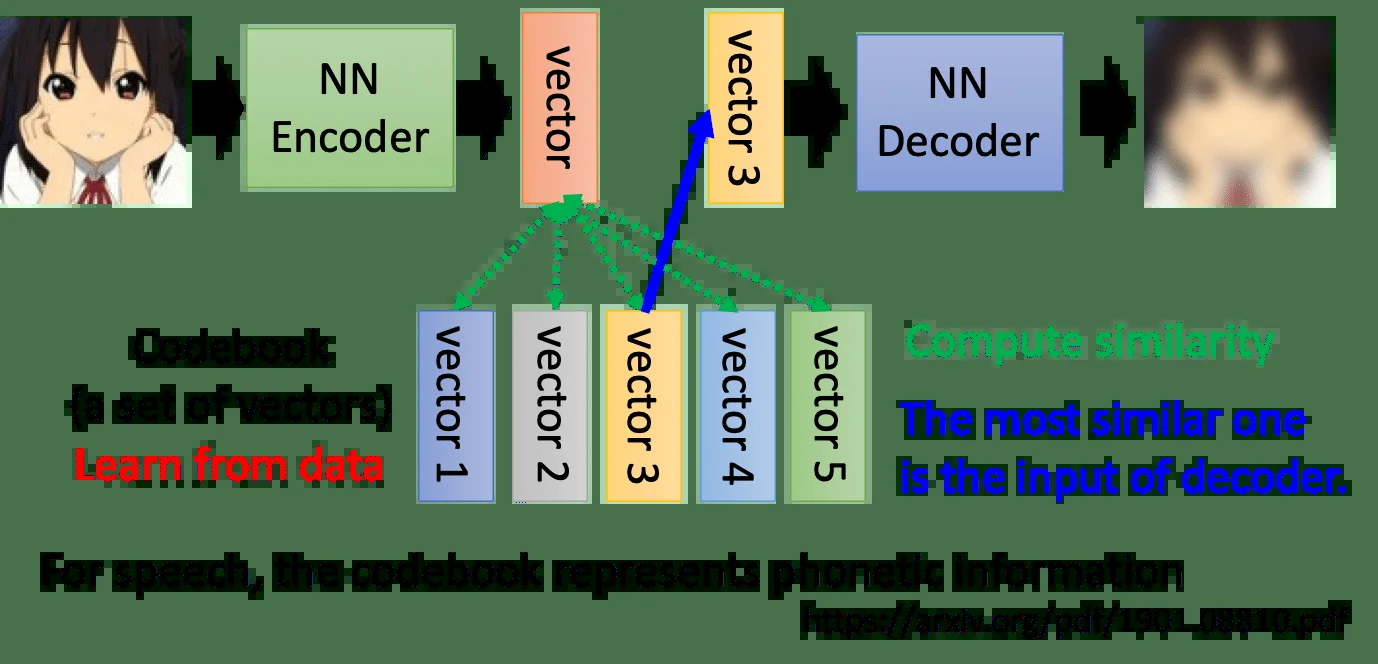 NN
Encoder
vector
vector 3
NN
Decoder
Codebook
(a set of vectors)
Learn from data
vector 1
vector 2
vector 3
vector 4
vector 5
Compute similarity
The most similar one
is the input of decoder.
For speech, the codebook represents phonetic information
https://arxiv.org/pdf/1901.08810.pdf